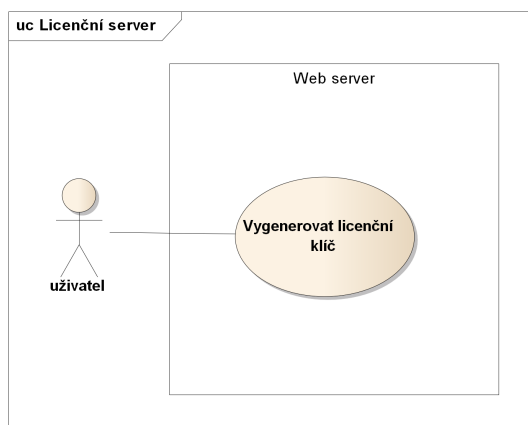 uc Licenční server
Web server
Vygenerovat licenční
klíč
uživatel